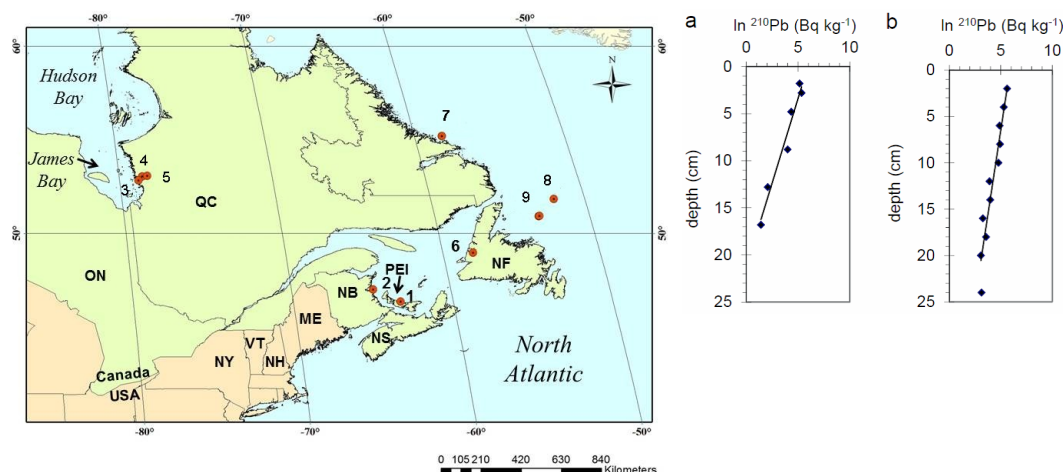 -80° -70° -60° -50°
60° 60°
Hudson
Bay
James
Bay
4
3 5
QC
7
8
9
50° 50°
6
NF
ON
PEI
2
1
NB
ME
NS
VT
NY NH
North
Atlantic
Canada
USA
40° 40°
-80° -70° -60° -50°
N
0 105 210 420 630 840
Kilometers
a
ln ²¹⁰Pb (Bq kg⁻¹)
0 5 10
0
5
10
15
20
25
depth (cm)
b
ln ²¹⁰Pb (Bq kg⁻¹)
0 5 10
0
5
10
15
20
25
depth (cm)